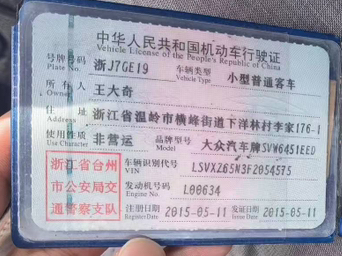 中华人民共和国机动车行驶证
Vehicle License of the People's Republic of China
号牌号码 浙J7GE19 车辆类型 小型普通客车
Plate No. Vehicle Type
所有人 王大奇
Owner
住址 浙江省温岭市横峰街道下洋林村李家176-1
Address
使用性质 非营运 品牌型号 大众汽车牌SVW6451EED
Use Character Model
浙江省台州
市公安局交
通警察支队
车辆识别代号 LSVXZ65N3F2054575
VIN
发动机号码 L00634
Engine No.
注册日期 2015-05-11 发证日期 2015-05-11
Register Date Issue Date